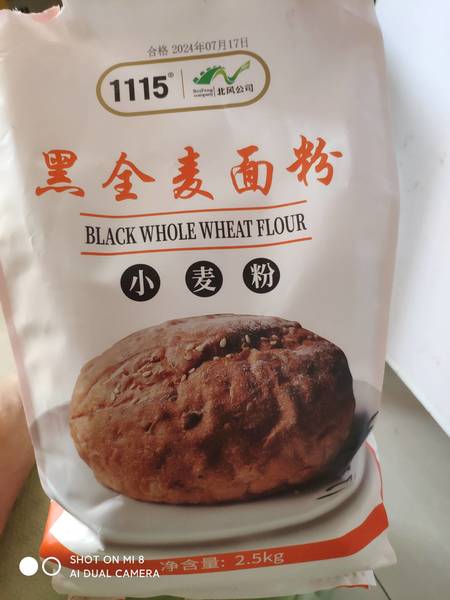 合格 2024年07月17日
1115® BeiFeng company 北风公司
黑全麦面粉
BLACK WHOLE WHEAT FLOUR
小麦粉
净含量: 2.5kg
SHOT ON MI 8
AI DUAL CAMERA